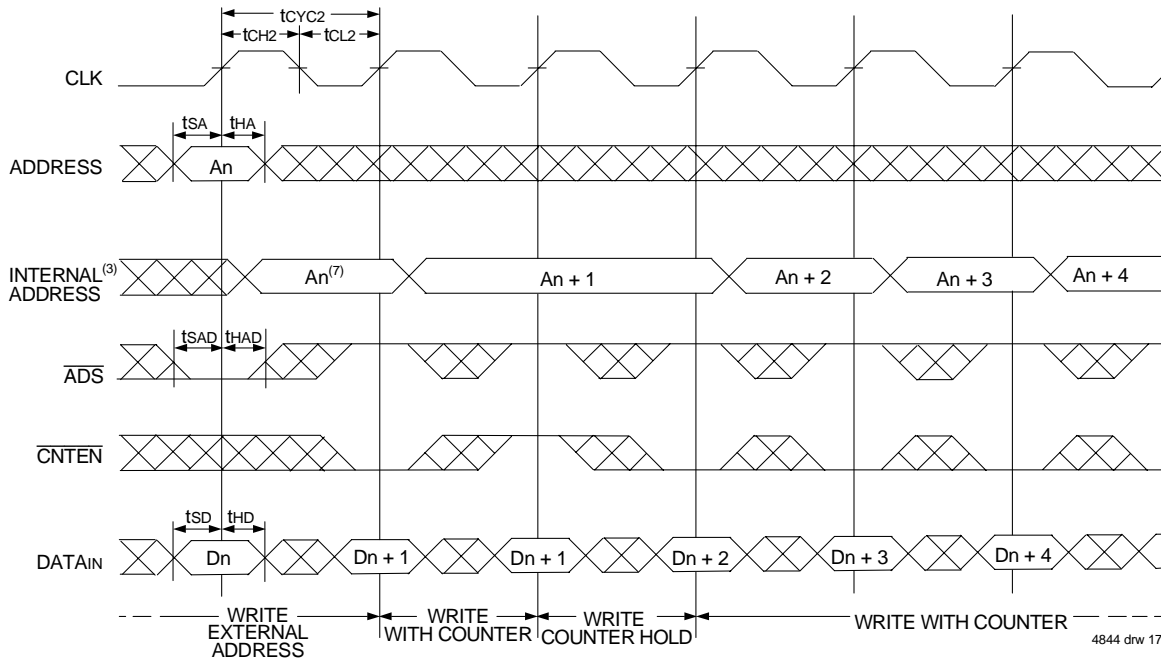 tCYC2
tCH2 tCL2
CLK
tSA tHA
ADDRESS An
INTERNAL(3)
ADDRESS
An(7) An + 1 An + 2 An + 3 An + 4
tSAD tHAD
ADS
CNTEN
tSD tHD
DATAIN Dn Dn + 1 Dn + 1 Dn + 2 Dn + 3 Dn + 4
WRITE
EXTERNAL
ADDRESS
WRITE
WITH COUNTER
WRITE
COUNTER HOLD
WRITE WITH COUNTER
4844 drw 17